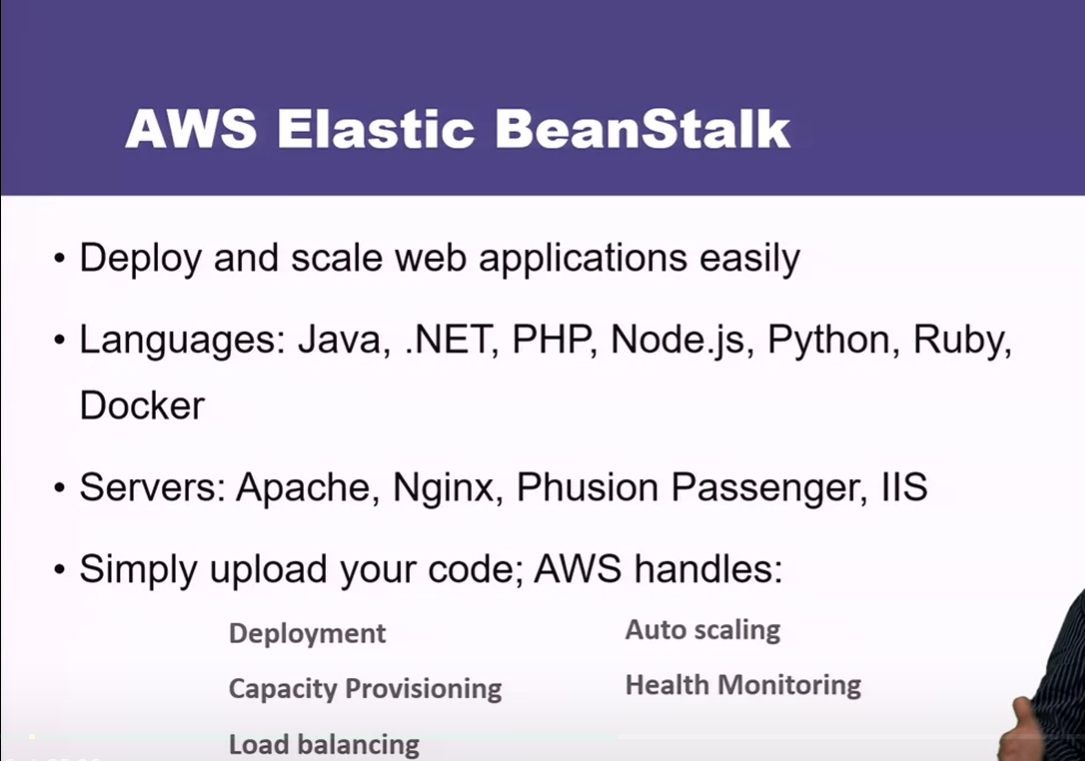 AWS Elastic BeanStalk
• Deploy and scale web applications easily
• Languages: Java, .NET, PHP, Node.js, Python, Ruby,
Docker
• Servers: Apache, Nginx, Phusion Passenger, IIS
• Simply upload your code; AWS handles:
Deployment
Capacity Provisioning
Load balancing
Auto scaling
Health Monitoring